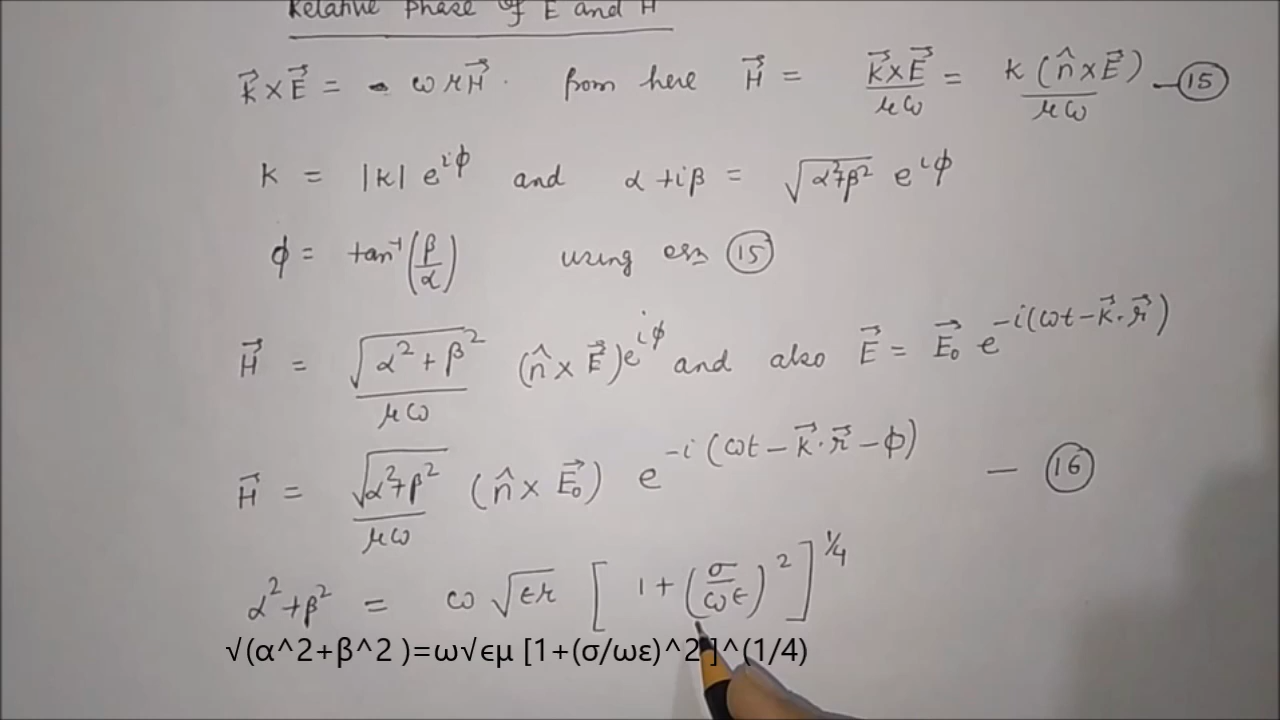 Relative Phase of E and H
k⃗×E⃗ = - ωμH⃗. from here H⃗ = k⃗×E⃗/μω = k(n̂×E⃗)/μω —(15)
K = |K| e^{iϕ} and α+iβ = √(α²+β²) e^{iϕ}
ϕ = tan⁻¹(β/α) using eqn (15)
H⃗ = √(α²+β²)/μω (n̂×E⃗)e^{iϕ} and also E⃗ = E⃗₀ e^{-i(ωt-k⃗·r⃗)}
H⃗ = √(α²+β²)/μω (n̂×E⃗₀) e^{-i(ωt-k⃗·r⃗-ϕ)} — (16)
α²+β² = ω√ϵμ [1+(σ/ωϵ)²]^{1/4}
√(α^2+β^2 )=ω√ϵμ [1+(σ/ωε)^2 ]^(1/4)